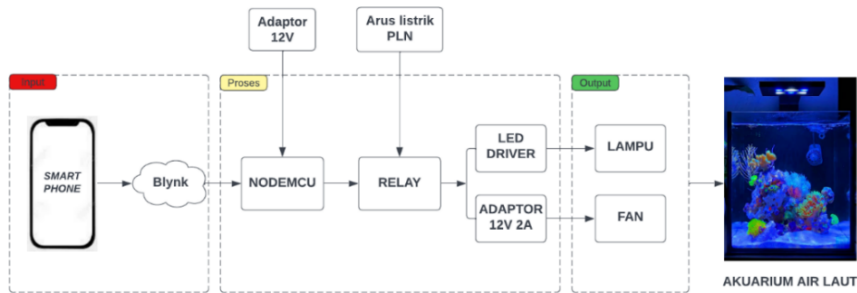 Adaptor
12V
Arus listrik
PLN
Input
Proses
Output
SMART
PHONE
Blynk
NODEMCU
RELAY
LED
DRIVER
ADAPTOR
12V 2A
LAMPU
FAN
AKUARIUM AIR LAUT